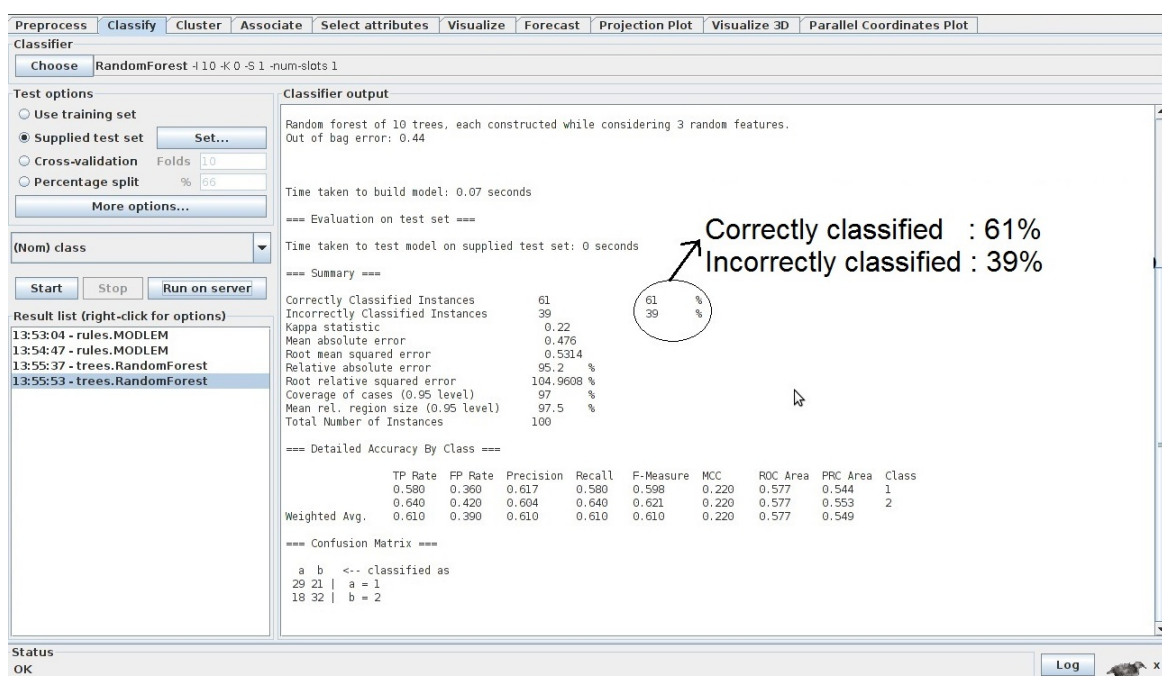 Preprocess Classify Cluster Associate Select attributes Visualize Forecast Projection Plot Visualize 3D Parallel Coordinates Plot
Classifier
Choose RandomForest -I 10 -K 0 -S 1 -num-slots 1
Test options
Use training set
Supplied test set Set...
Cross-validation Folds 10
Percentage split % 66
More options...
(Nom) class
Start Stop Run on server
Result list (right-click for options)
13:53:04 - rules.MODLEM
13:54:47 - rules.MODLEM
13:55:37 - trees.RandomForest
13:55:53 - trees.RandomForest
Classifier output
Random forest of 10 trees, each constructed while considering 3 random features.
Out of bag error: 0.44
Time taken to build model: 0.07 seconds
=== Evaluation on test set ===
Time taken to test model on supplied test set: 0 seconds
=== Summary ===
Correctly Classified Instances 61 61 %
Incorrectly Classified Instances 39 39 %
Kappa statistic 0.22
Mean absolute error 0.476
Root mean squared error 0.5314
Relative absolute error 95.2 %
Root relative squared error 104.9608 %
Coverage of cases (0.95 level) 97 %
Mean rel. region size (0.95 level) 97.5 %
Total Number of Instances 100
Correctly classified : 61%
Incorrectly classified : 39%
=== Detailed Accuracy By Class ===
TP Rate FP Rate Precision Recall F-Measure MCC ROC Area PRC Area Class
0.580 0.360 0.617 0.580 0.598 0.220 0.577 0.544 1
0.640 0.420 0.604 0.640 0.621 0.220 0.577 0.553 2
Weighted Avg. 0.610 0.390 0.610 0.610 0.610 0.220 0.577 0.549
=== Confusion Matrix ===
a b <-- classified as
29 21 | a = 1
18 32 | b = 2
Status
OK
Log
x